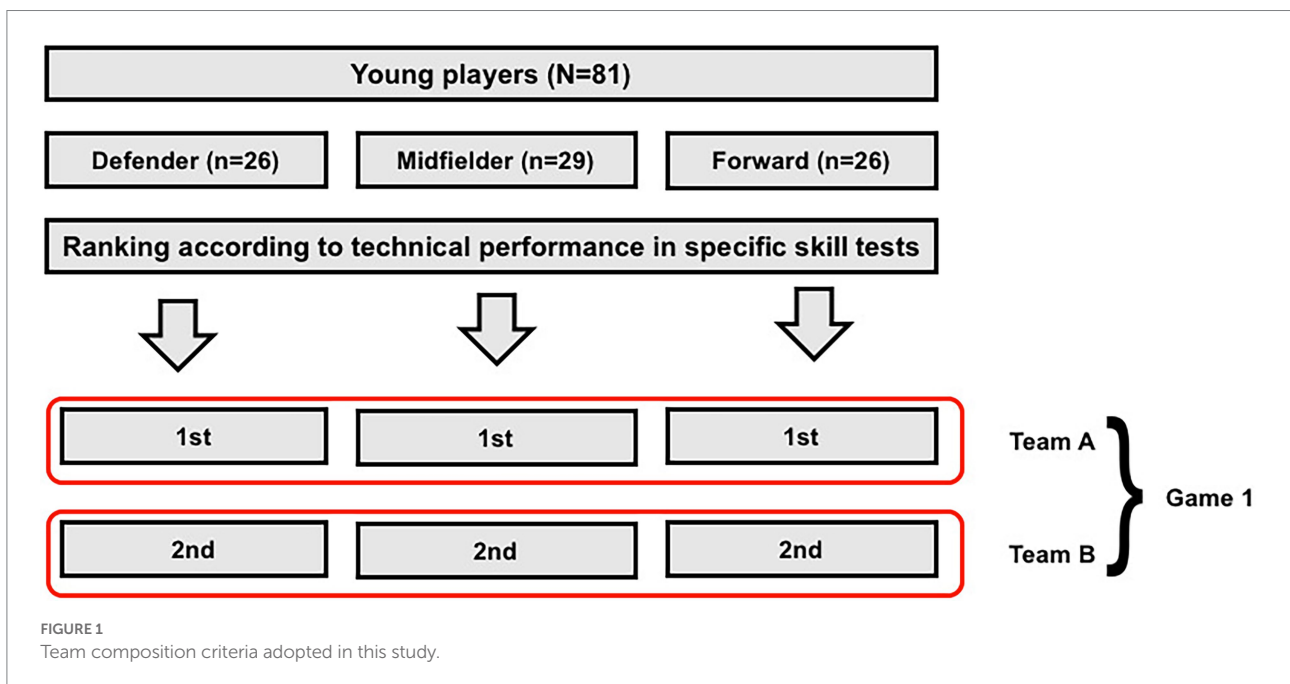 Young players (N=81)
Defender (n=26) Midfielder (n=29) Forward (n=26)
Ranking according to technical performance in specific skill tests
1st 1st 1st Team A
Game 1
2nd 2nd 2nd Team B
FIGURE 1
Team composition criteria adopted in this study.